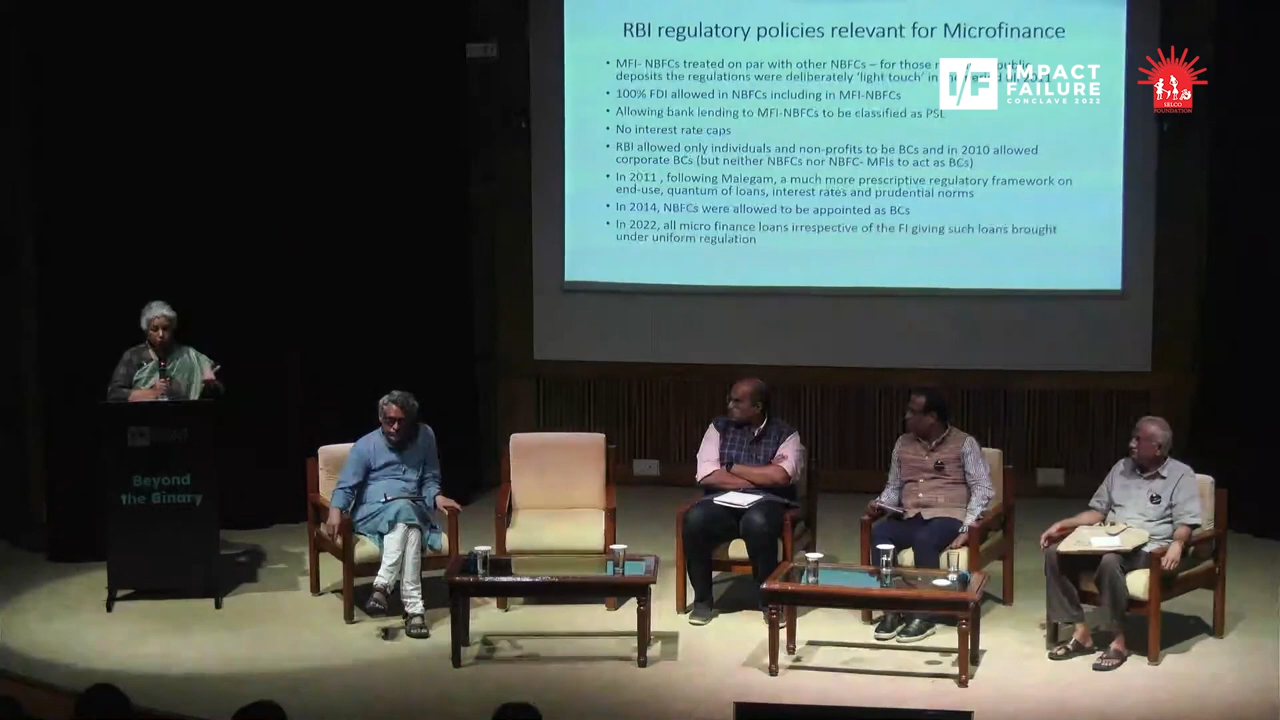 RBI regulatory policies relevant for Microfinance
• MFI- NBFCs treated on par with other NBFCs – for those
deposits the regulations were deliberately ‘light touch’ in
• 100% FDI allowed in NBFCs including in MFI-NBFCs
• Allowing bank lending to MFI-NBFCs to be classified as PSL
• No interest rate caps
• RBI allowed only individuals and non-profits to be BCs and in 2010 allowed
corporate BCs (but neither NBFCs nor NBFC- MFIs to act as BCs)
• In 2011 , following Malegam, a much more prescriptive regulatory framework on
end-use, quantum of loans, interest rates and prudential norms
• In 2014, NBFCs were allowed to be appointed as BCs
• In 2022, all micro finance loans irrespective of the FI giving such loans brought
under uniform regulation
I/F IMPACT
FAILURE
CONCLAVE 2022
SELCO
FOUNDATION
Beyond
the Binary